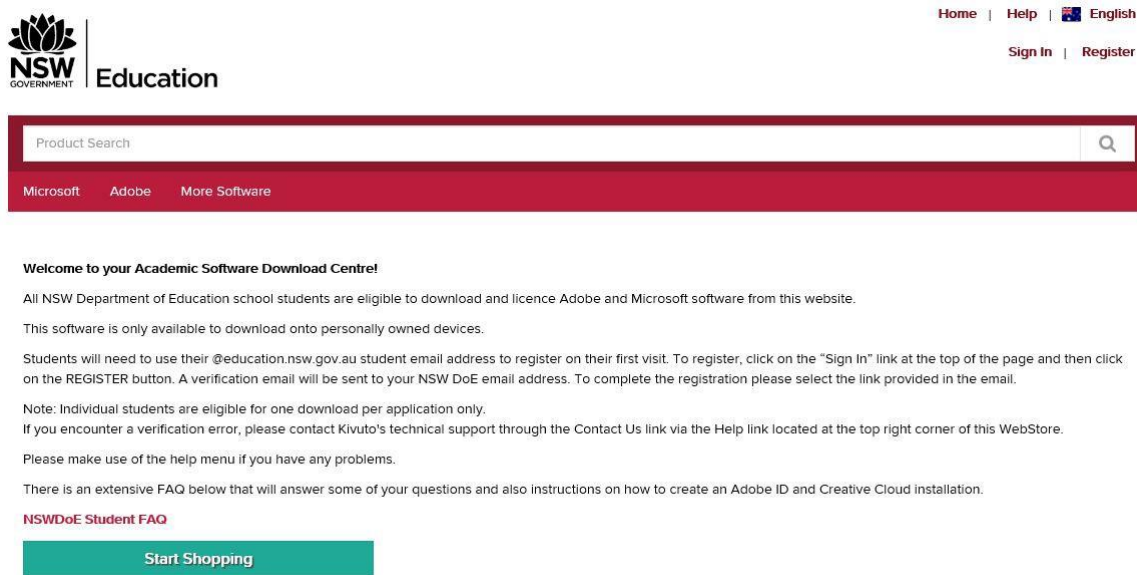 Home | Help | English
Sign In | Register
NSW
GOVERNMENT
Education
Product Search
Microsoft Adobe More Software
Welcome to your Academic Software Download Centre!
All NSW Department of Education school students are eligible to download and licence Adobe and Microsoft software from this website.
This software is only available to download onto personally owned devices.
Students will need to use their @education.nsw.gov.au student email address to register on their first visit. To register, click on the “Sign In” link at the top of the page and then click
on the REGISTER button. A verification email will be sent to your NSW DoE email address. To complete the registration please select the link provided in the email.
Note: Individual students are eligible for one download per application only.
If you encounter a verification error, please contact Kivuto's technical support through the Contact Us link via the Help link located at the top right corner of this WebStore.
Please make use of the help menu if you have any problems.
There is an extensive FAQ below that will answer some of your questions and also instructions on how to create an Adobe ID and Creative Cloud installation.
NSWDoE Student FAQ
Start Shopping